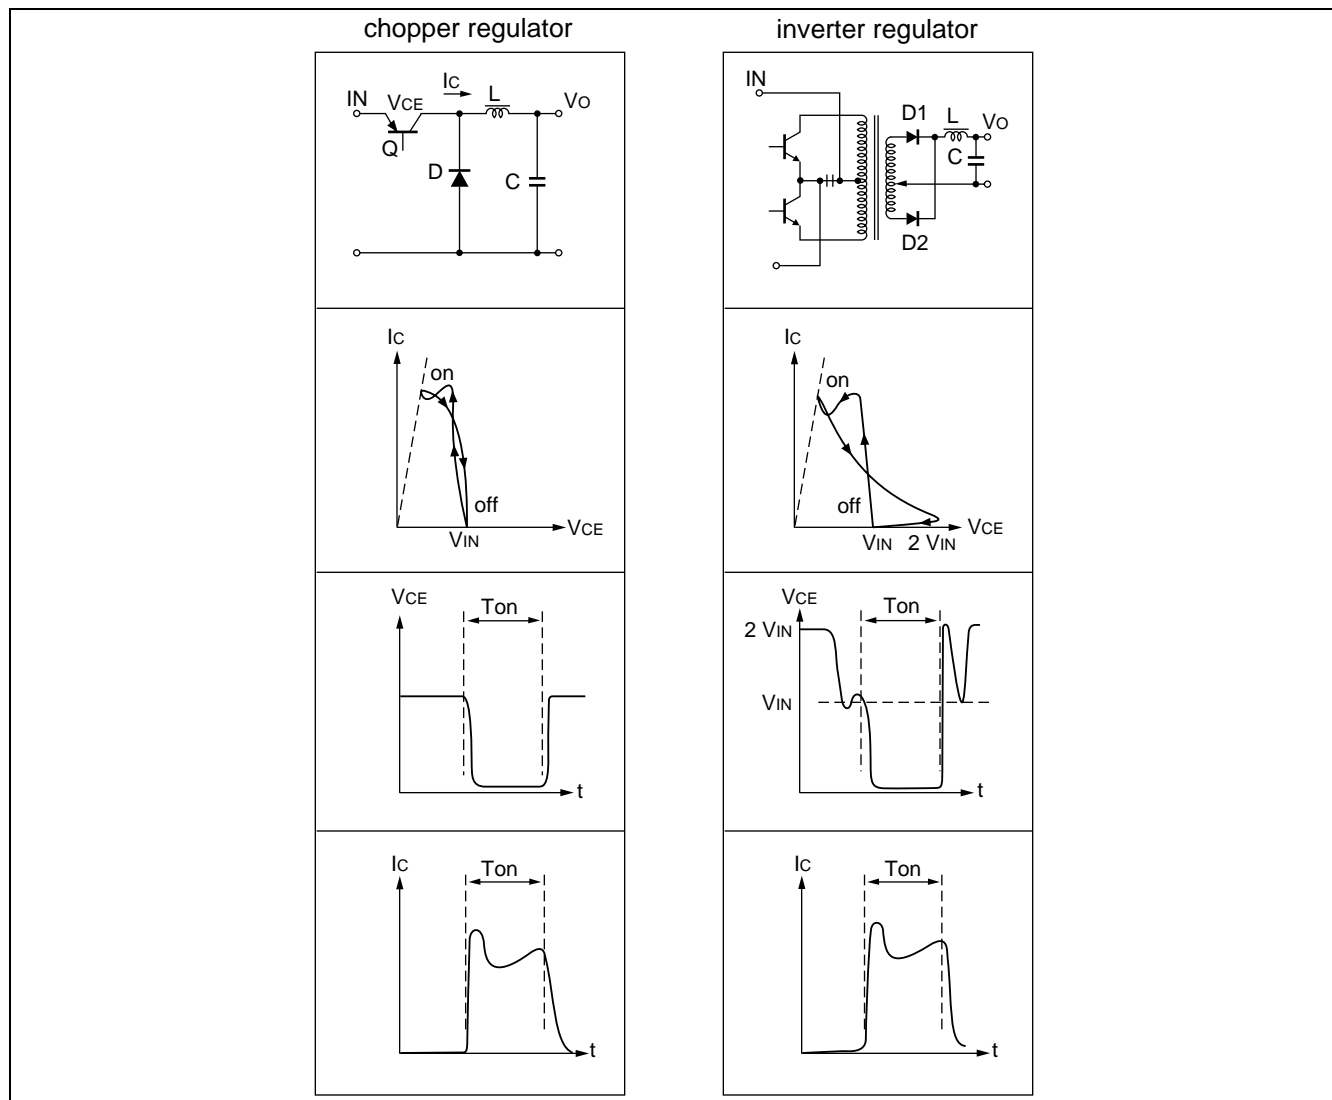 chopper regulator
IN
VCE
IC
L
VO
Q
D
C
IC
on
off
VIN
VCE
VCE
Ton
t
IC
Ton
t
inverter regulator
IN
D1
L
VO
C
D2
IC
on
off
VIN
2 VIN
VCE
VCE
2 VIN
Ton
VIN
t
IC
Ton
t